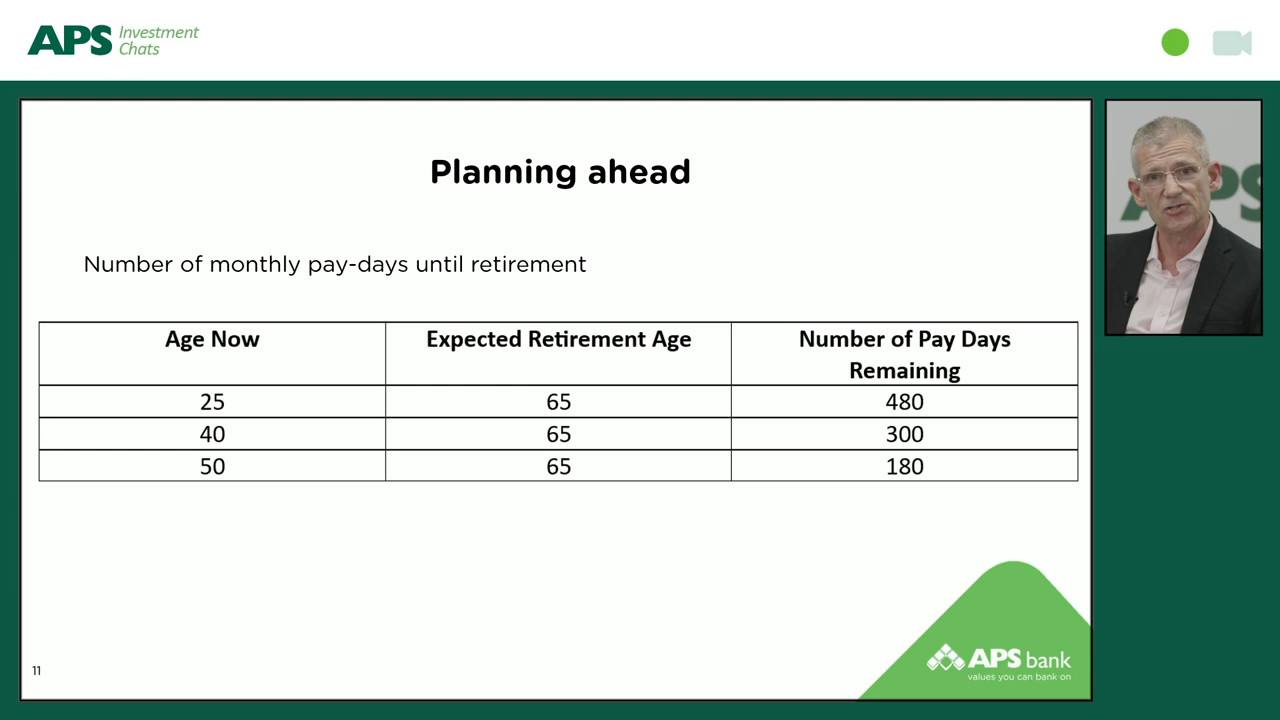 APS Investment
Chats
Planning ahead
Number of monthly pay-days until retirement
Age Now Expected Retirement Age Number of Pay Days
Remaining
25 65 480
40 65 300
50 65 180
11
APS bank
values you can bank on
APS